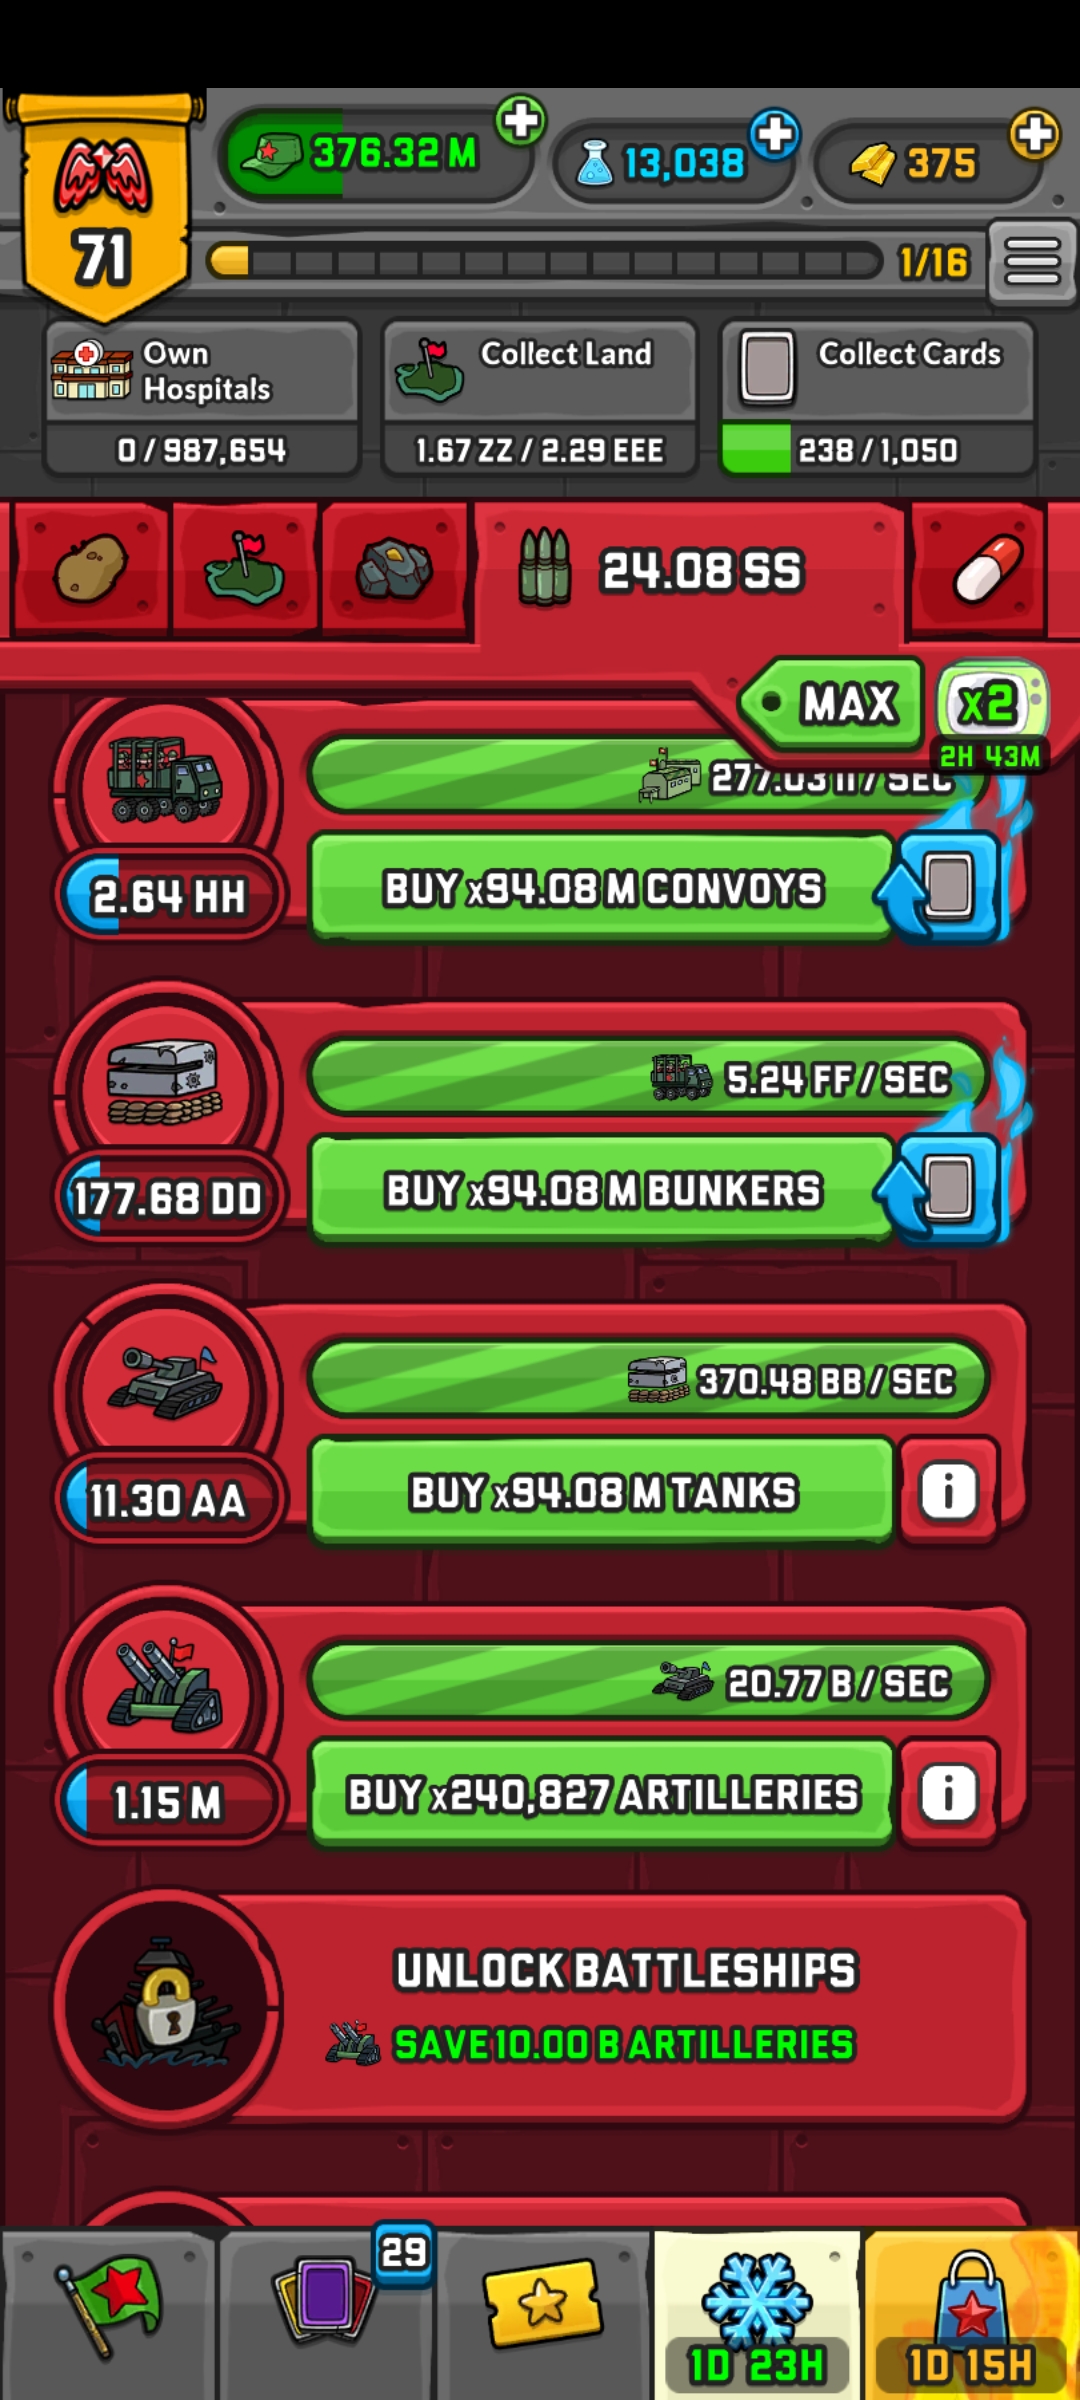 376.32 M
13,038
375
71
1/16
Own
Hospitals
Collect Land
Collect Cards
0 / 987,654
1.67 ZZ / 2.29 EEE
238 / 1,050
24.08 SS
MAX
x2
2H 43M
/ SEC
2.64 HH
BUY x94.08 M CONVOYS
5.24 FF / SEC
177.68 DD
BUY x94.08 M BUNKERS
370.48 BB / SEC
11.30 AA
BUY x94.08 M TANKS
i
20.77 B / SEC
1.15 M
BUY x240,827 ARTILLERIES
i
UNLOCK BATTLESHIPS
SAVE 10.00 B ARTILLERIES
29
1D 23H
1D 15H